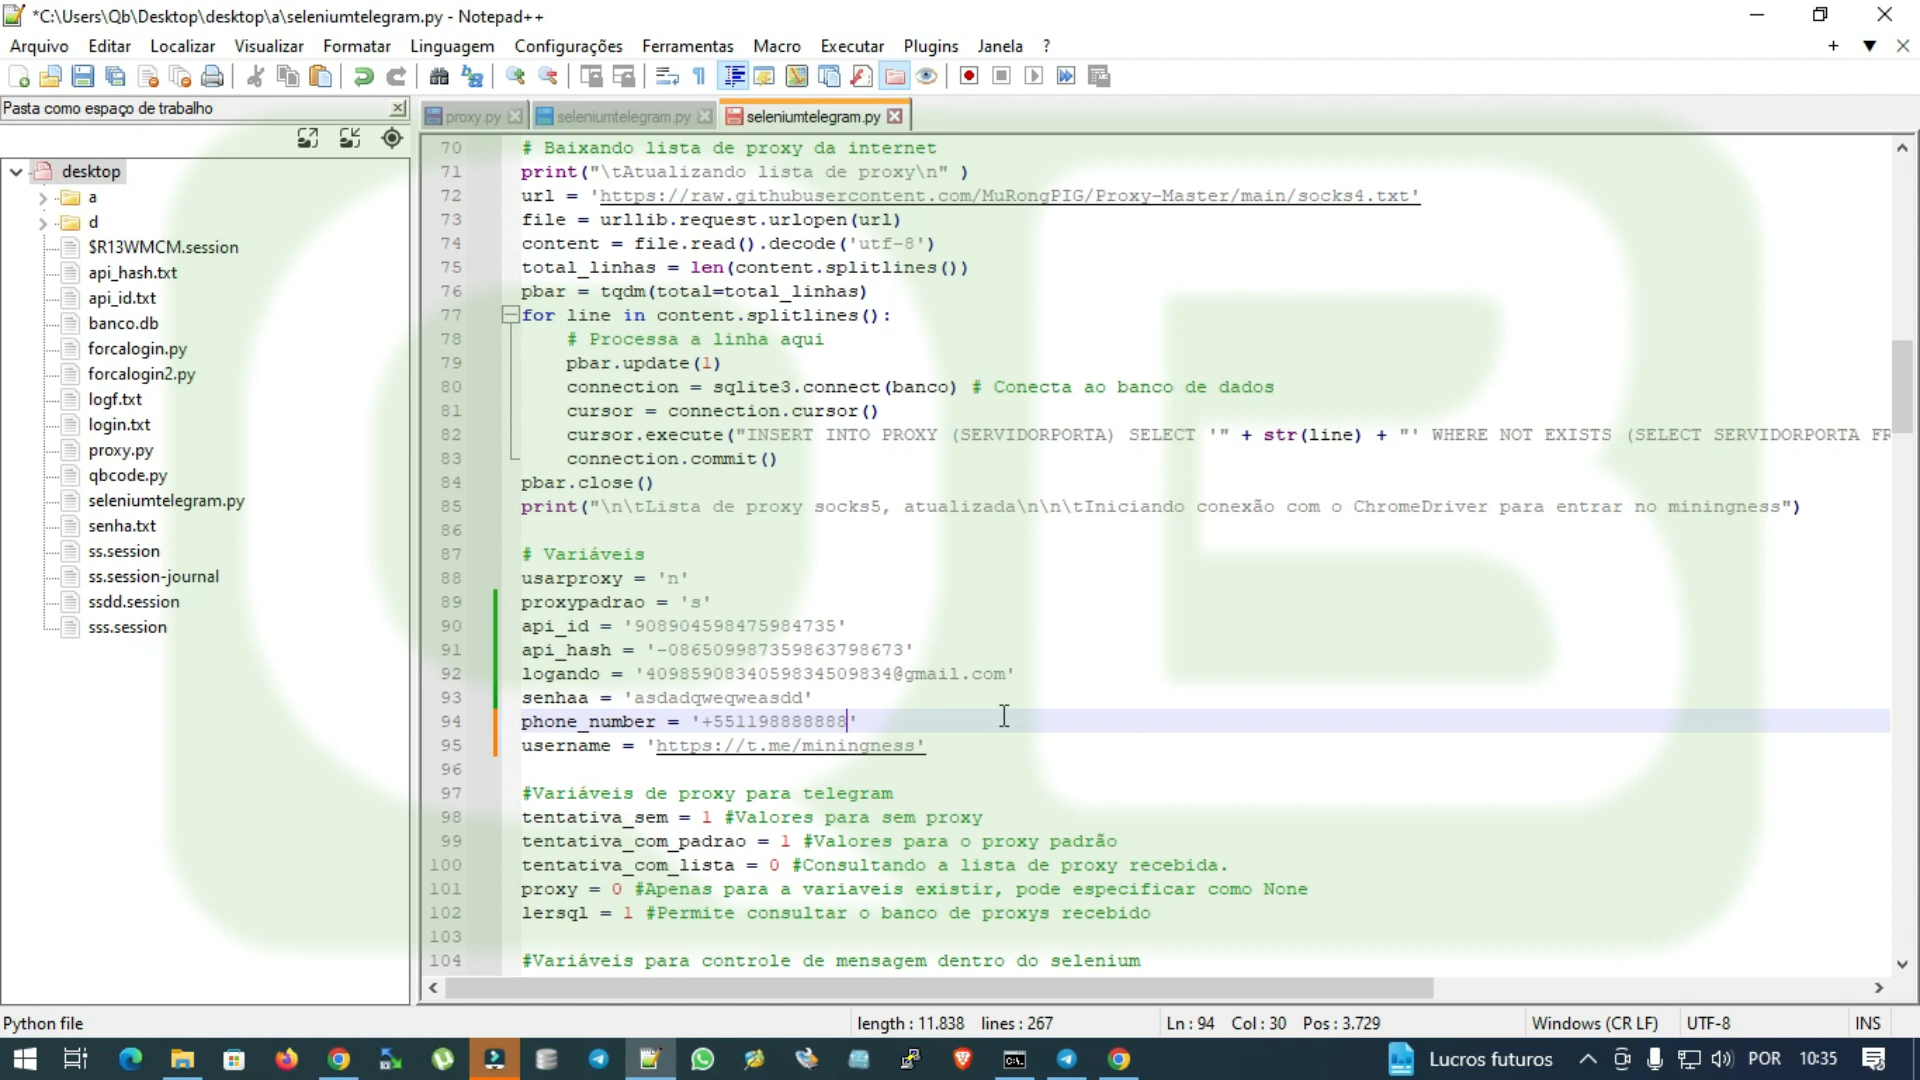 *C:\Users\Qb\Desktop\desktop\a\seleniumtelegram.py - Notepad++
Arquivo Editar Localizar Visualizar Formatar Linguagem Configurações Ferramentas Macro Executar Plugins Janela ?
Pasta como espaço de trabalho
proxy.py seleniumtelegram.py seleniumtelegram.py
desktop
a
d
$R13WMCM.session
api_hash.txt
api_id.txt
banco.db
forcalogin.py
forcalogin2.py
logf.txt
login.txt
proxy.py
qbcode.py
seleniumtelegram.py
senha.txt
ss.session
ss.session-journal
ssdd.session
sss.session
70 # Baixando lista de proxy da internet
71 print("\tAtualizando lista de proxy\n" )
72 url = 'https://raw.githubusercontent.com/MuRongPIG/Proxy-Master/main/socks4.txt'
73 file = urllib.request.urlopen(url)
74 content = file.read().decode('utf-8')
75 total_linhas = len(content.splitlines())
76 pbar = tqdm(total=total_linhas)
77 for line in content.splitlines():
78 # Processa a linha aqui
79 pbar.update(1)
80 connection = sqlite3.connect(banco) # Conecta ao banco de dados
81 cursor = connection.cursor()
82 cursor.execute("INSERT INTO PROXY (SERVIDORPORTA) SELECT '" + str(line) + "' WHERE NOT EXISTS (SELECT SERVIDORPORTA FR
83 connection.commit()
84 pbar.close()
85 print("\n\tLista de proxy socks5, atualizada\n\n\tIniciando conexão com o ChromeDriver para entrar no miningness")
86
87 # Variáveis
88 usarproxy = 'n'
89 proxypadrao = 's'
90 api_id = '908904598475984735'
91 api_hash = '-086509987359863798673'
92 logando = '409859083405983450​9834@gmail.com'
93 senhaa = 'asdadqweqweasdd'
94 phone_number = '+551198888888'
95 username = 'https://t.me/miningness'
96
97 #Variáveis de proxy para telegram
98 tentativa_sem = 1 #Valores para sem proxy
99 tentativa_com_padrao = 1 #Valores para o proxy padrão
100 tentativa_com_lista = 0 #Consultando a lista de proxy recebida.
101 proxy = 0 #Apenas para a variaveis existir, pode especificar como None
102 lersql = 1 #Permite consultar o banco de proxys recebido
103
104 #Variáveis para controle de mensagem dentro do selenium
Python file length : 11.838 lines : 267 Ln : 94 Col : 30 Pos : 3.729 Windows (CR LF) UTF-8 INS
Lucros futuros POR 10:35